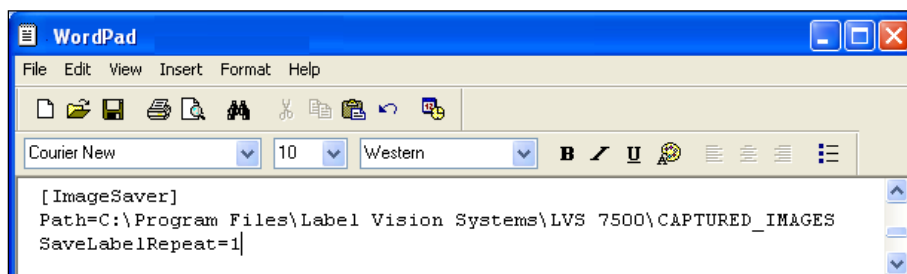 WordPad
File Edit View Insert Format Help
Courier New 10 Western B I U
[ImageSaver]
Path=C:\Program Files\Label Vision Systems\LVS 7500\CAPTURED_IMAGES
SaveLabelRepeat=1